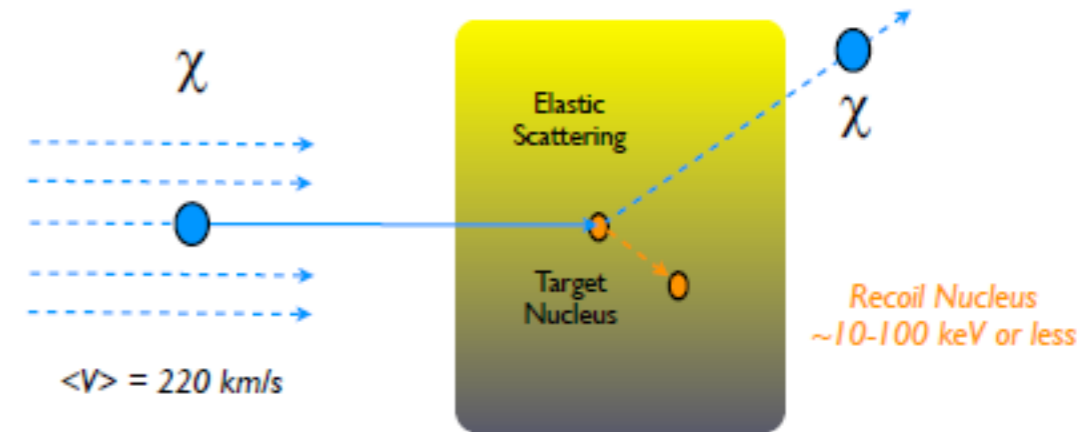 χ
Elastic
Scattering
χ
Target
Nucleus
Recoil Nucleus
~10-100 keV or less
<V> = 220 km/s